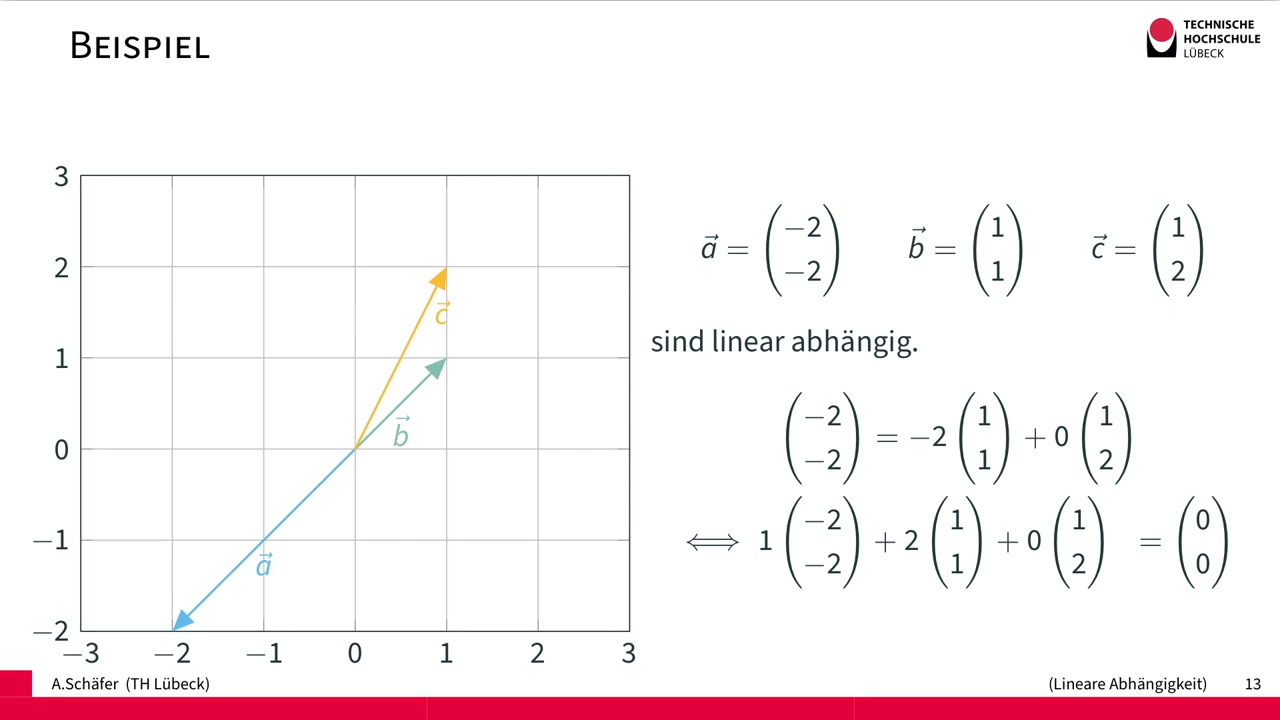 BEISPIEL
TECHNISCHE
HOCHSCHULE
LÜBECK
3
2
1
0
−1
−2
−3 −2 −1 0 1 2 3
c⃗
b⃗
a⃗
a⃗ = (−2 −2) b⃗ = (1 1) c⃗ = (1 2)
sind linear abhängig.
(−2 −2) = −2 (1 1) + 0 (1 2)
⟺ 1 (−2 −2) + 2 (1 1) + 0 (1 2) = (0 0)
A.Schäfer (TH Lübeck) (Lineare Abhängigkeit) 13